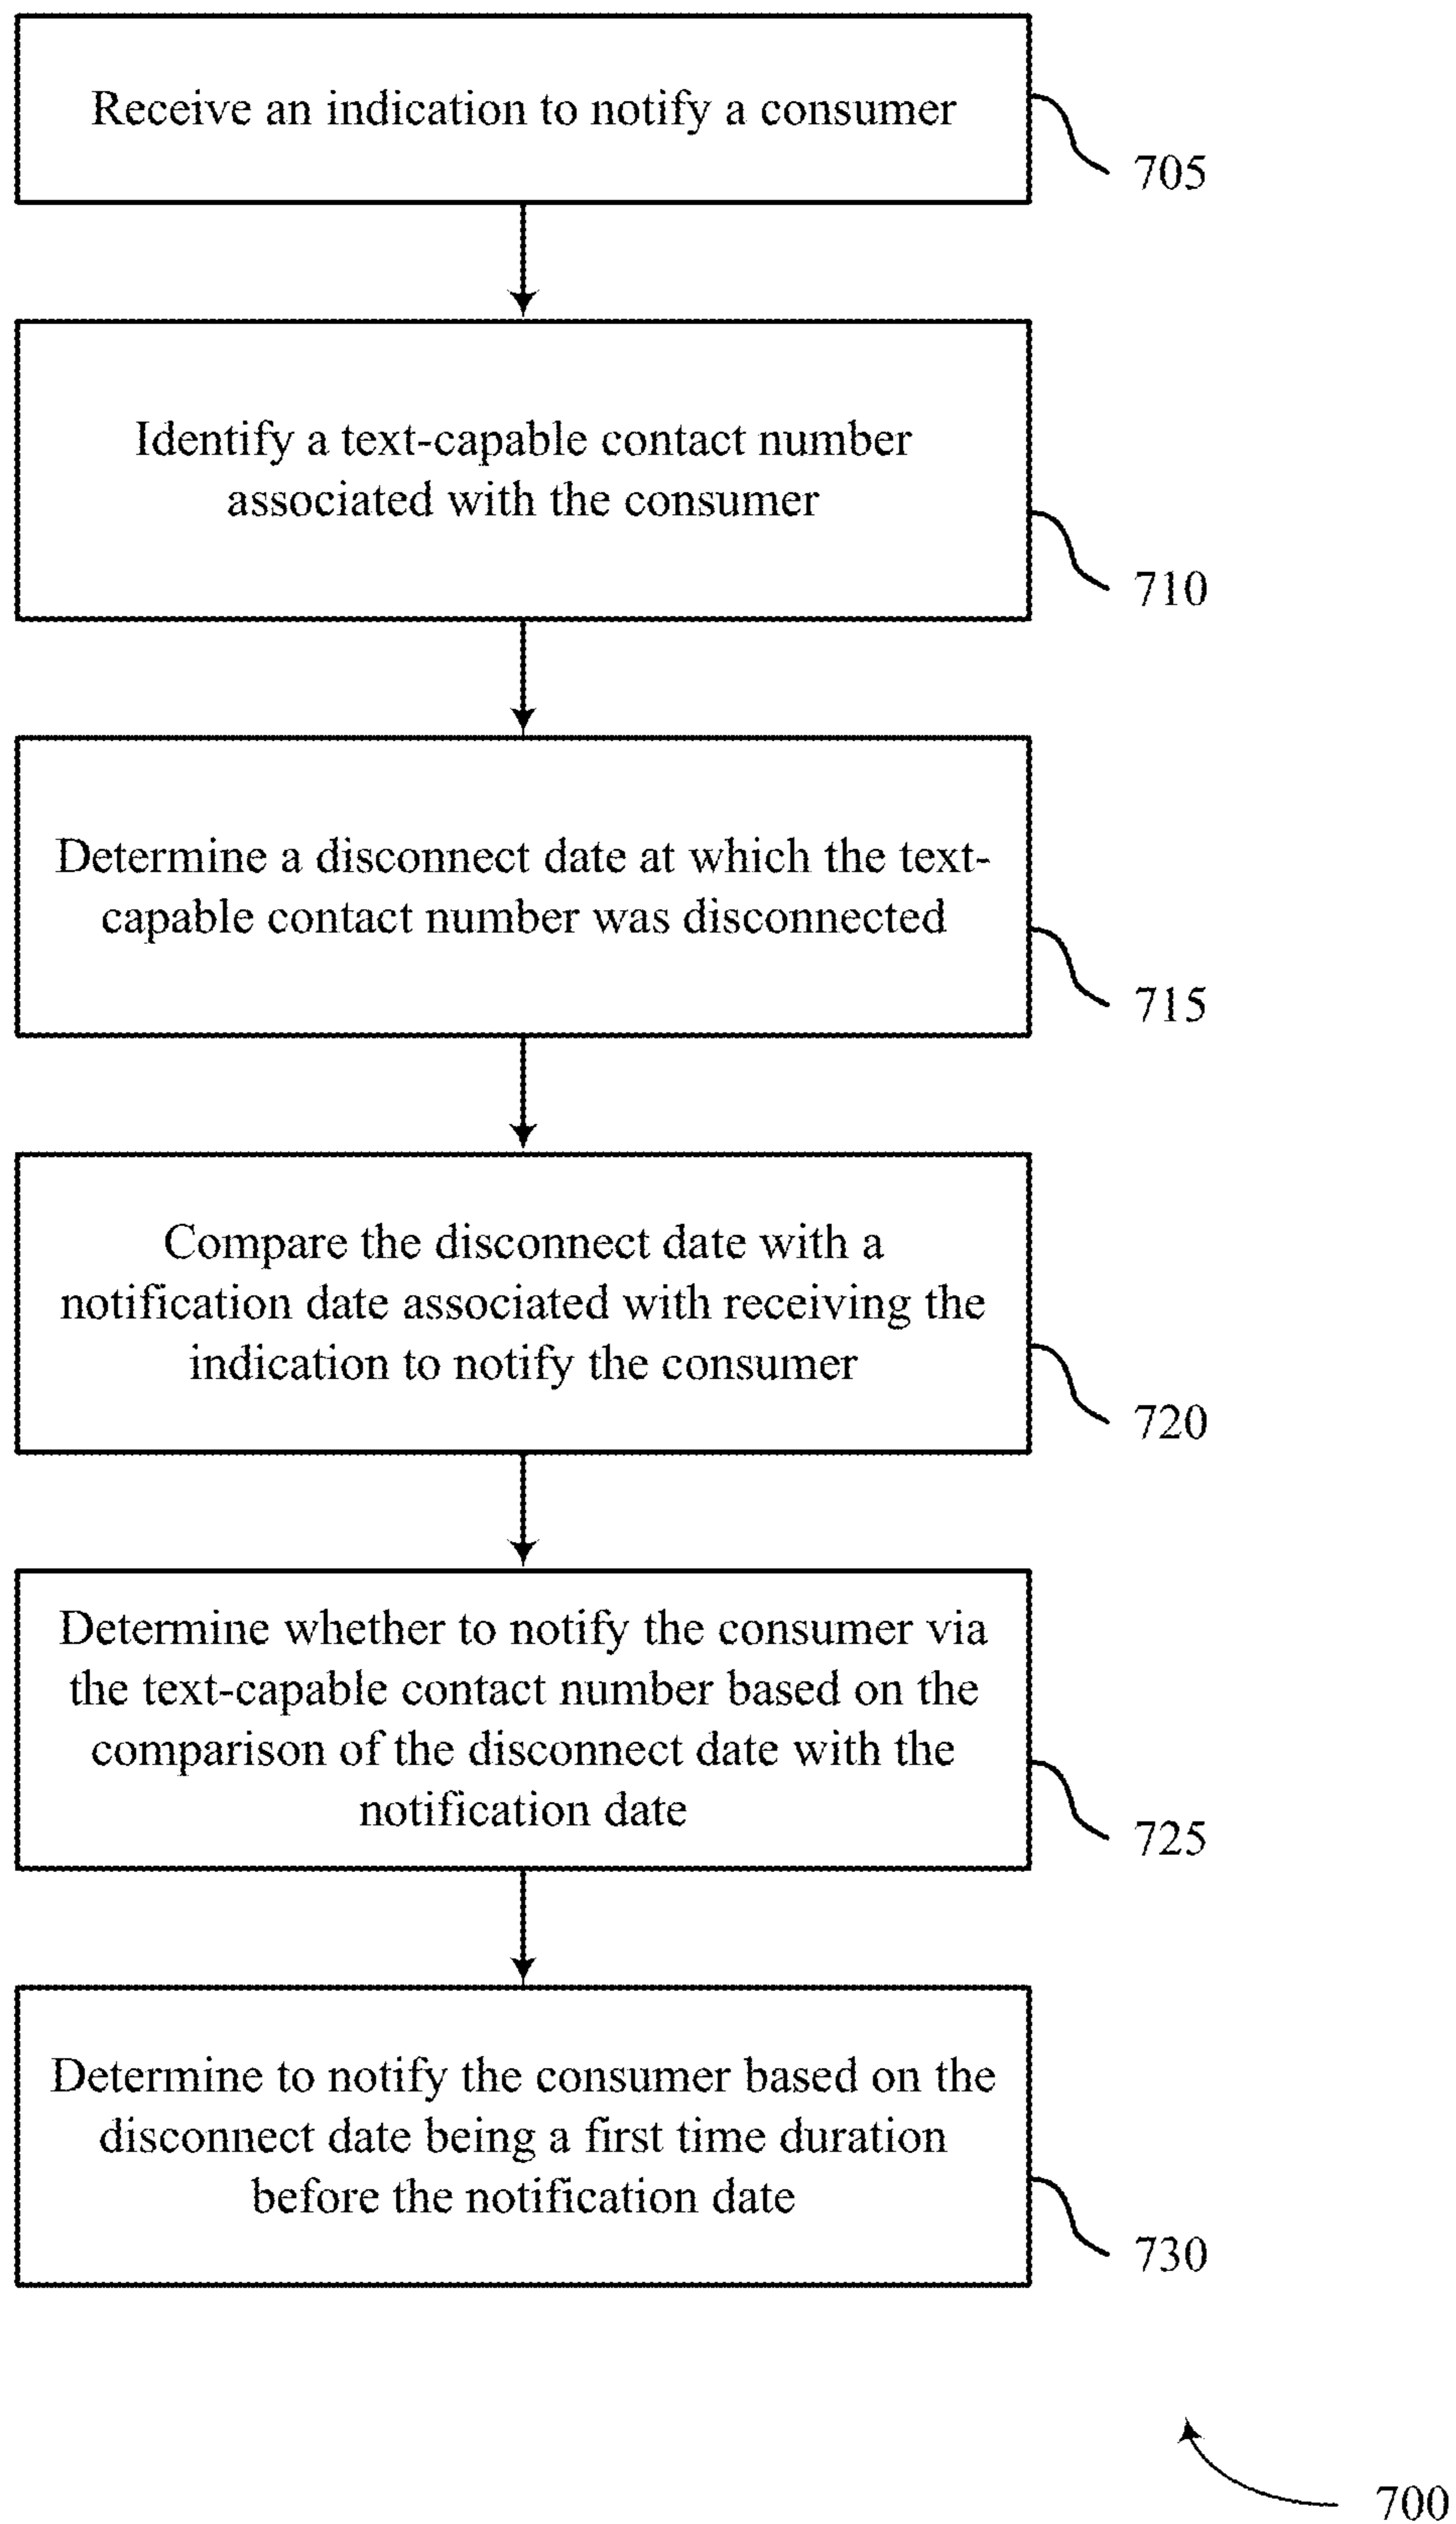 Receive an indication to notify a consumer
705
Identify a text-capable contact number
associated with the consumer
710
Determine a disconnect date at which the text-
capable contact number was disconnected
715
Compare the disconnect date with a
notification date associated with receiving the
indication to notify the consumer
720
Determine whether to notify the consumer via
the text-capable contact number based on the
comparison of the disconnect date with the
notification date
725
Determine to notify the consumer based on the
disconnect date being a first time duration
before the notification date
730
700